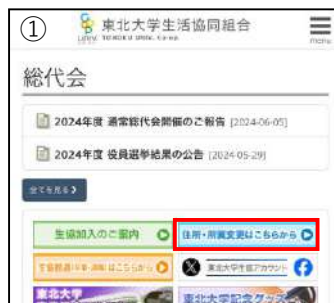 ①
東北大学生活協同組合
TOHOKU UNIV. CO-OP
menu
総代会
2024年度 通常総代会開催のご報告 [2024-06-05]
2024年度 役員選挙結果の公告 [2024-05-29]
全てを見る
生協加入のご案内
住所・所属変更はこちらから
東北大学生協アカウント
東北大学
東北大学記念グッズ